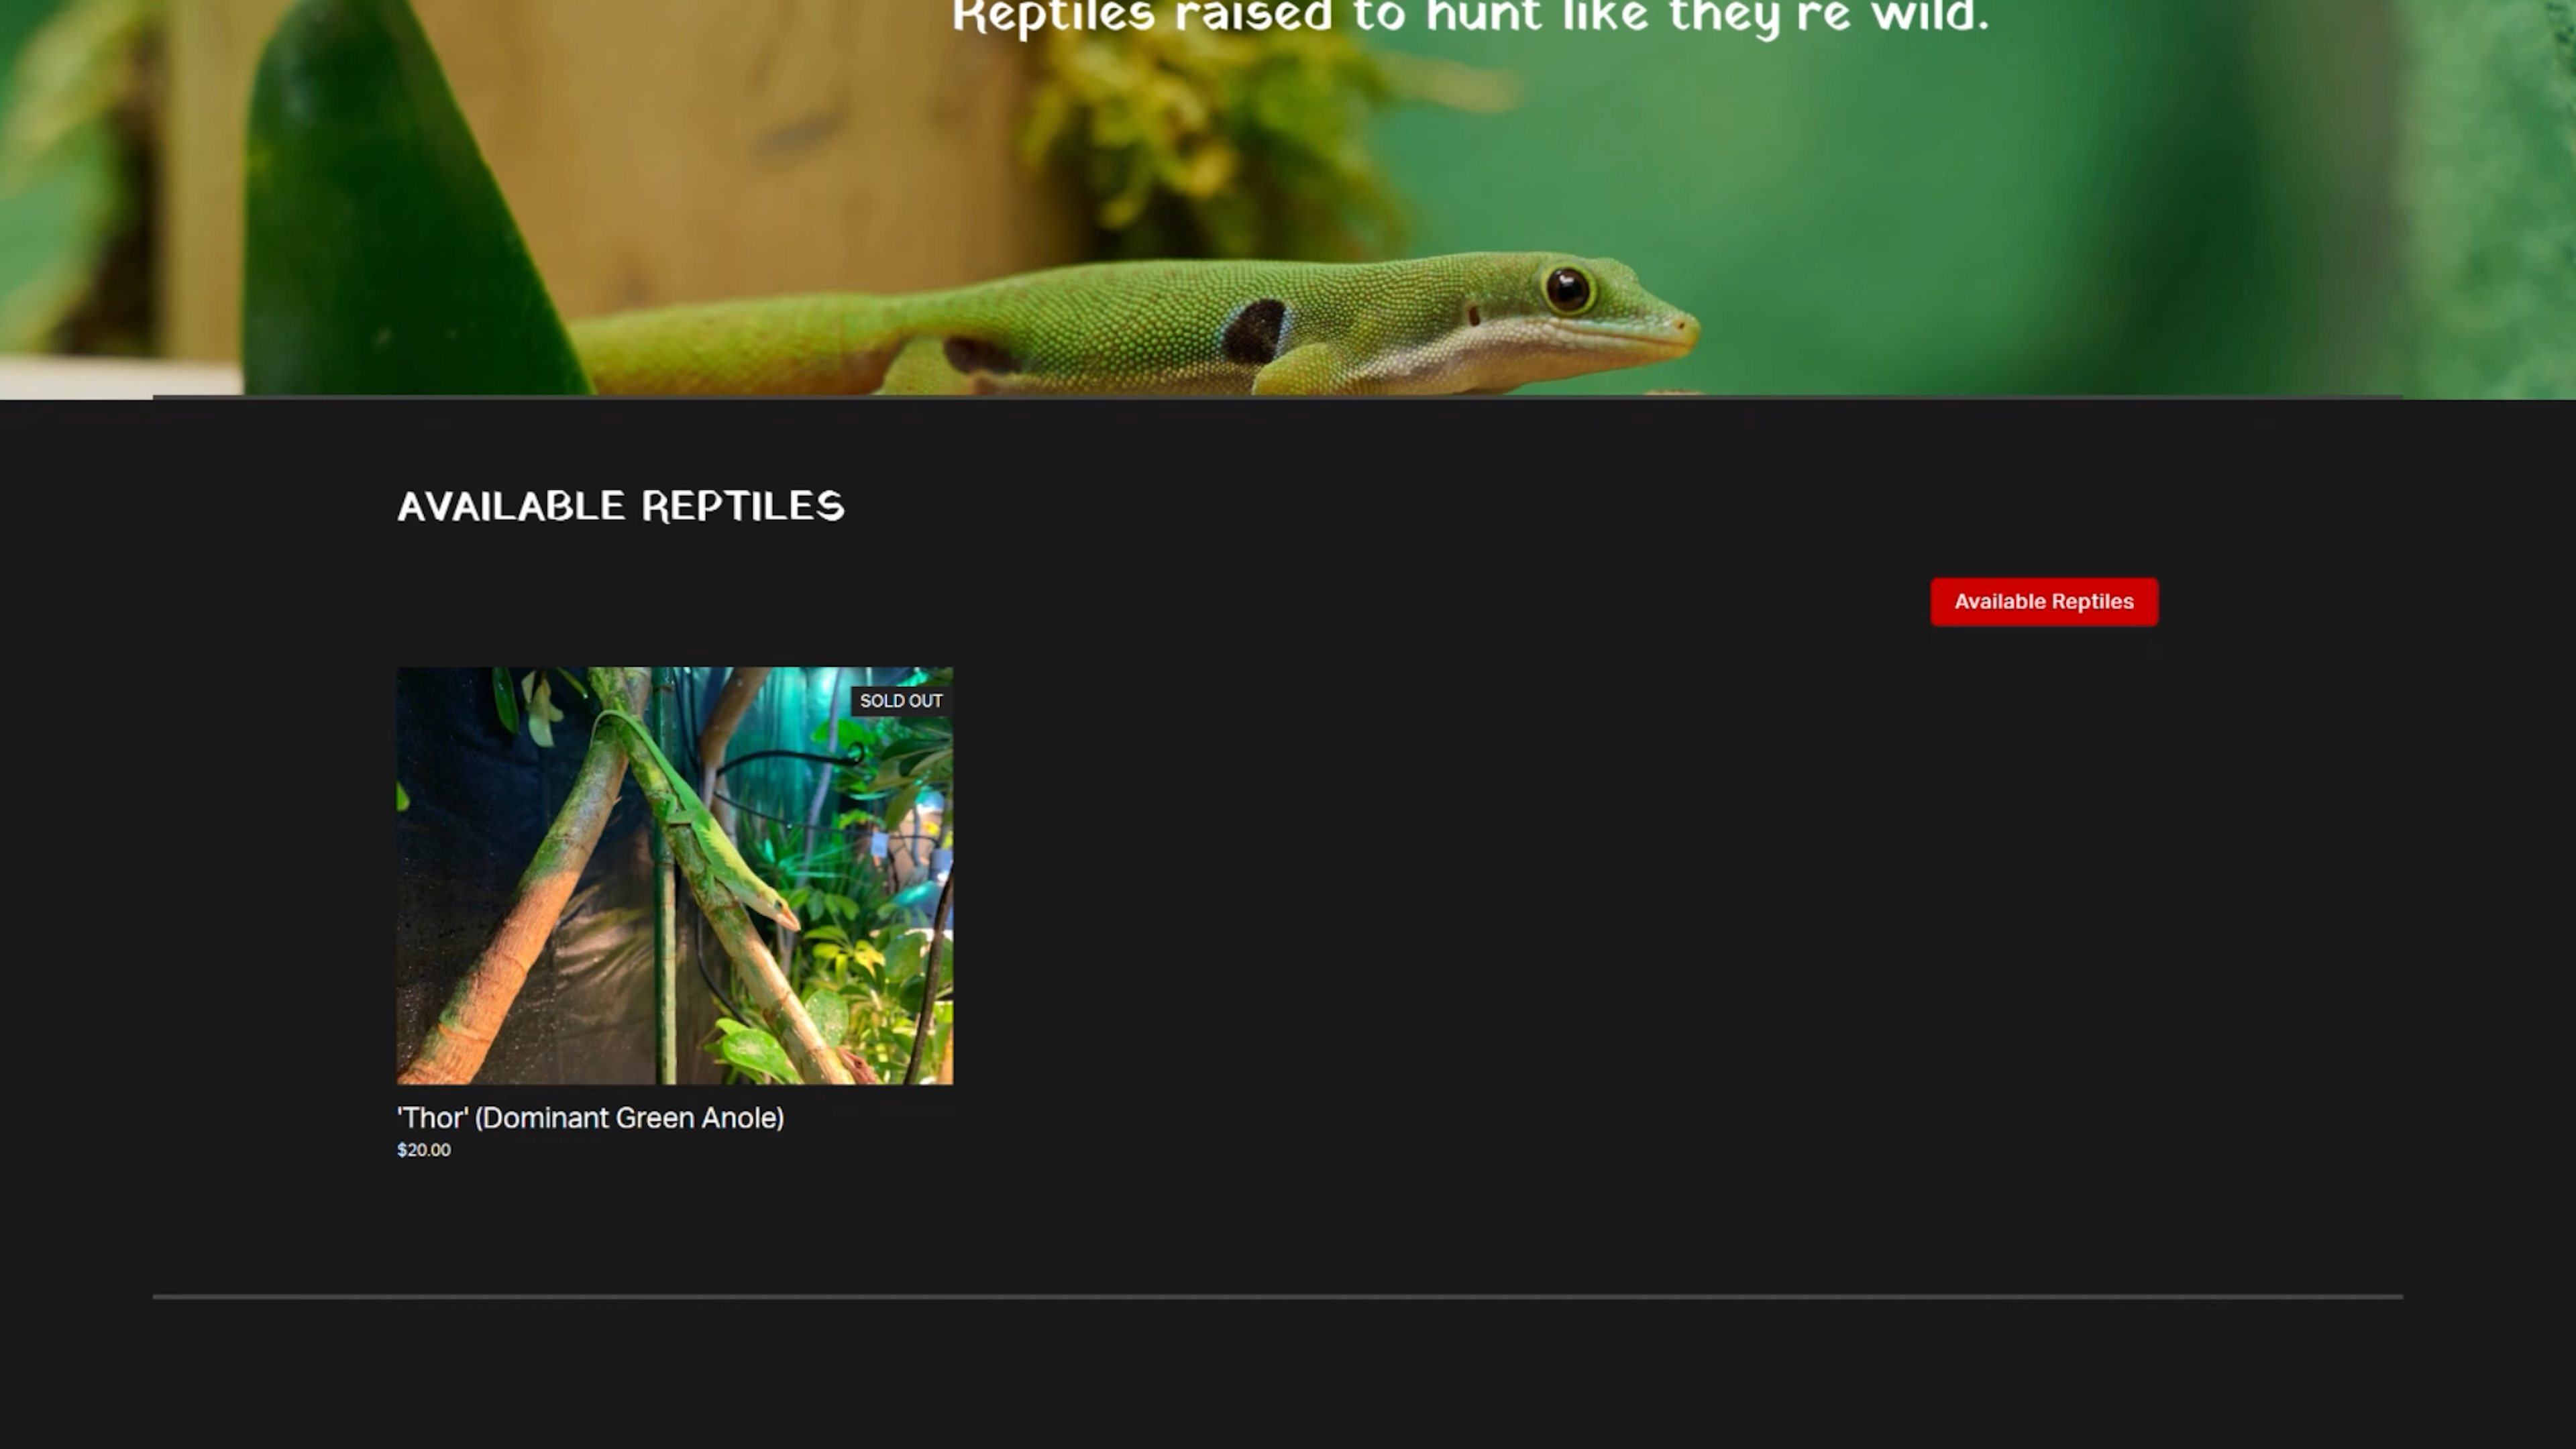 Reptiles raised to hunt like they're wild.
AVAILABLE REPTILES
Available Reptiles
SOLD OUT
'Thor' (Dominant Green Anole)
$20.00